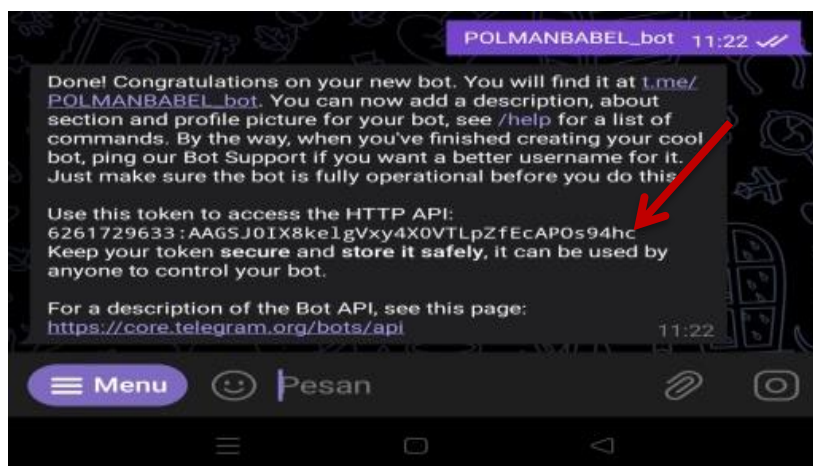 POLMANBABEL_bot 11:22
Done! Congratulations on your new bot. You will find it at t.me/
POLMANBABEL_bot. You can now add a description, about
section and profile picture for your bot, see /help for a list of
commands. By the way, when you've finished creating your cool
bot, ping our Bot Support if you want a better username for it.
Just make sure the bot is fully operational before you do this
Use this token to access the HTTP API:
6261729633:AAGSJ0IX8kelgVxy4X0VTLpZfEcAPOs94hc
Keep your token secure and store it safely, it can be used by
anyone to control your bot.
For a description of the Bot API, see this page:
https://core.telegram.org/bots/api 11:22
Menu Pesan